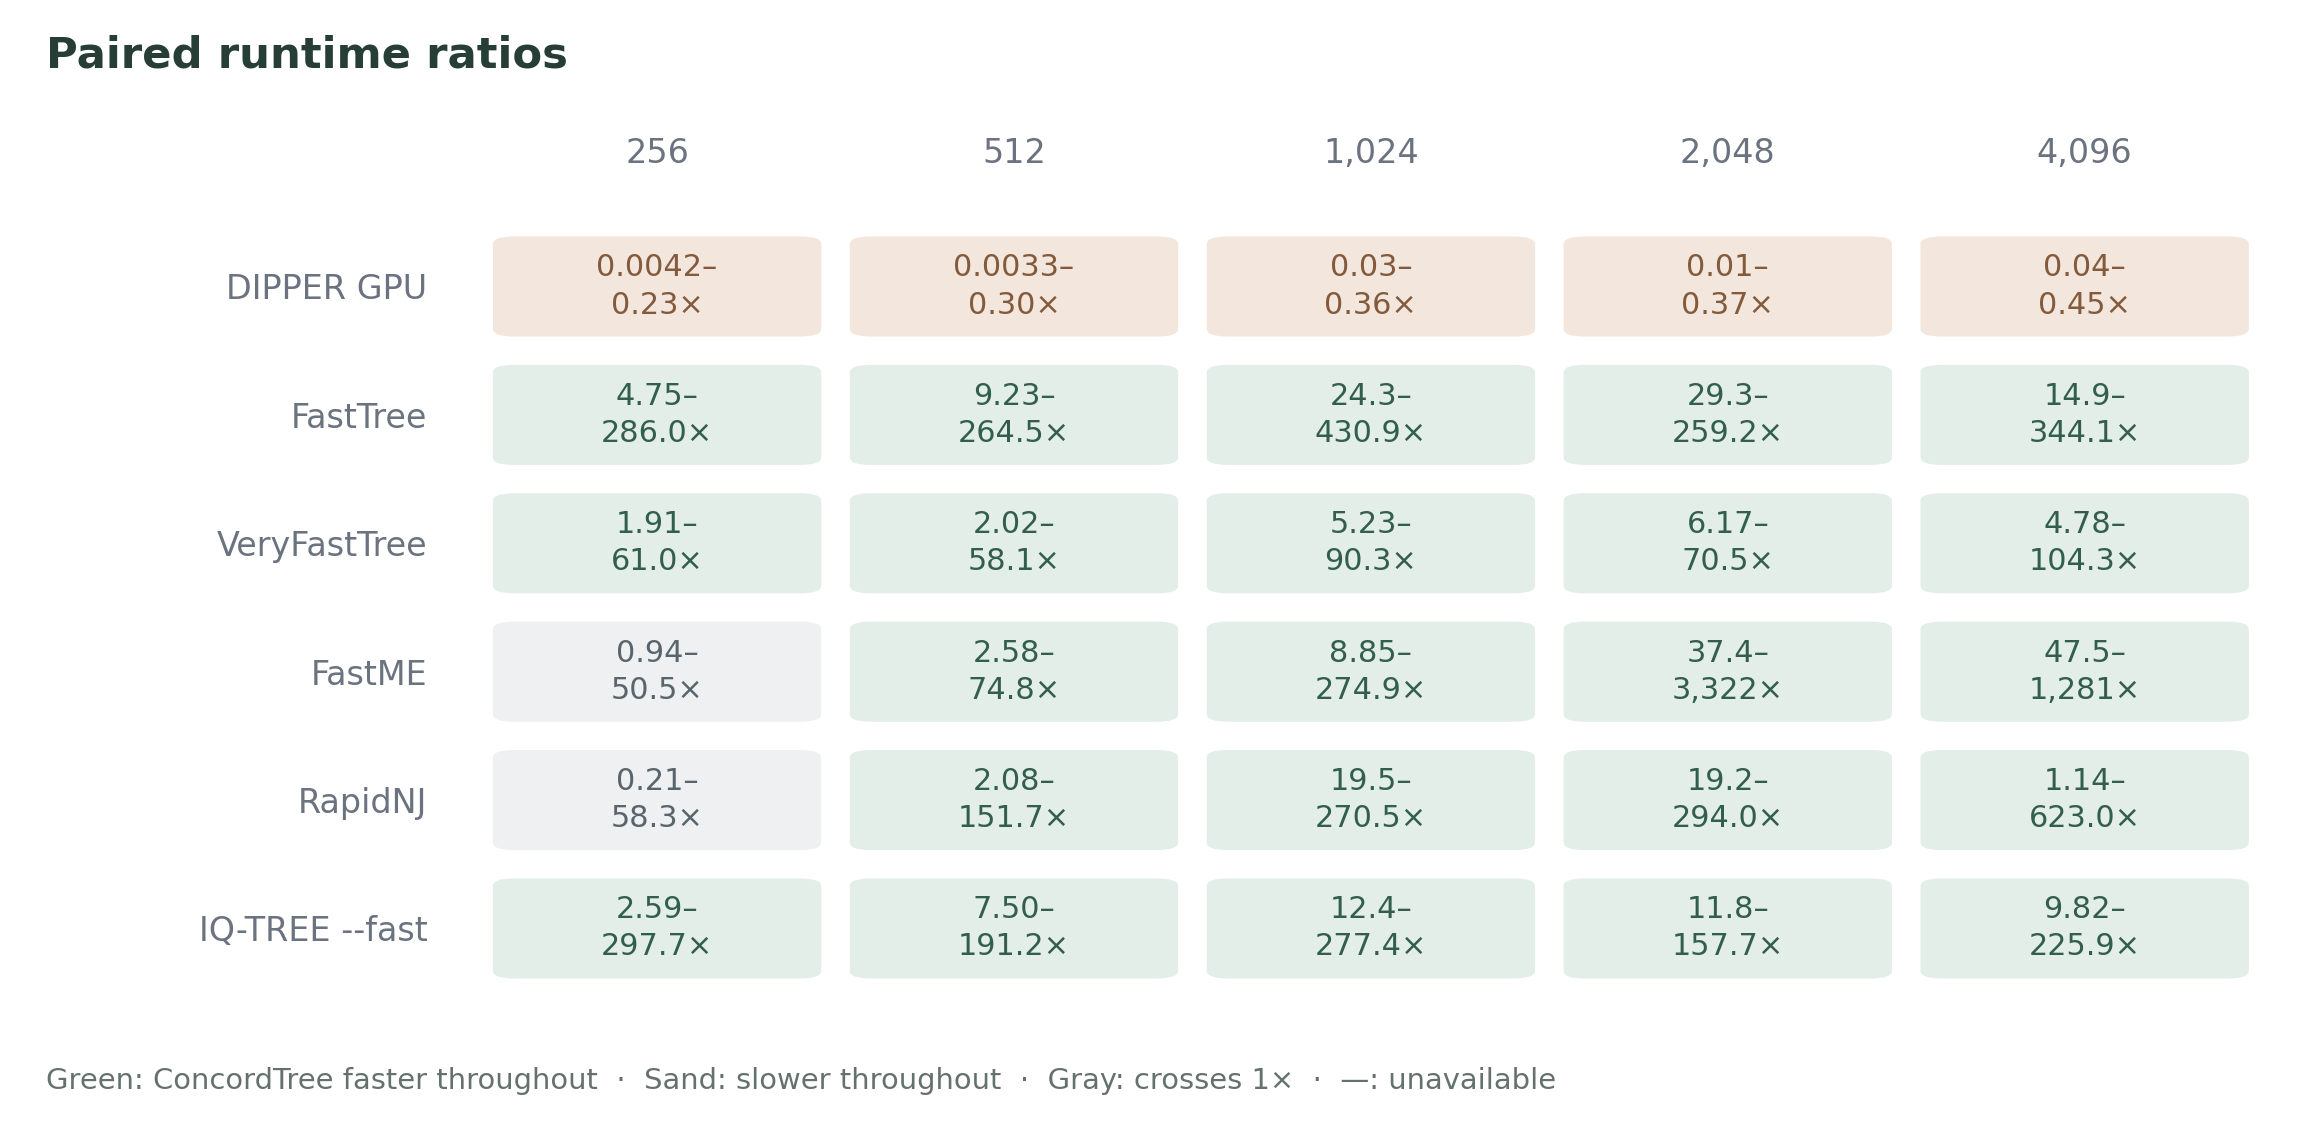 Paired runtime ratios
256 512 1,024 2,048 4,096
DIPPER GPU
0.0042– 0.0033– 0.03– 0.01– 0.04–
0.23× 0.30× 0.36× 0.37× 0.45×
FastTree
4.75– 9.23– 24.3– 29.3– 14.9–
286.0× 264.5× 430.9× 259.2× 344.1×
VeryFastTree
1.91– 2.02– 5.23– 6.17– 4.78–
61.0× 58.1× 90.3× 70.5× 104.3×
FastME
0.94– 2.58– 8.85– 37.4– 47.5–
50.5× 74.8× 274.9× 3,322× 1,281×
RapidNJ
0.21– 2.08– 19.5– 19.2– 1.14–
58.3× 151.7× 270.5× 294.0× 623.0×
IQ-TREE --fast
2.59– 7.50– 12.4– 11.8– 9.82–
297.7× 191.2× 277.4× 157.7× 225.9×
Green: ConcordTree faster throughout · Sand: slower throughout · Gray: crosses 1× · —: unavailable